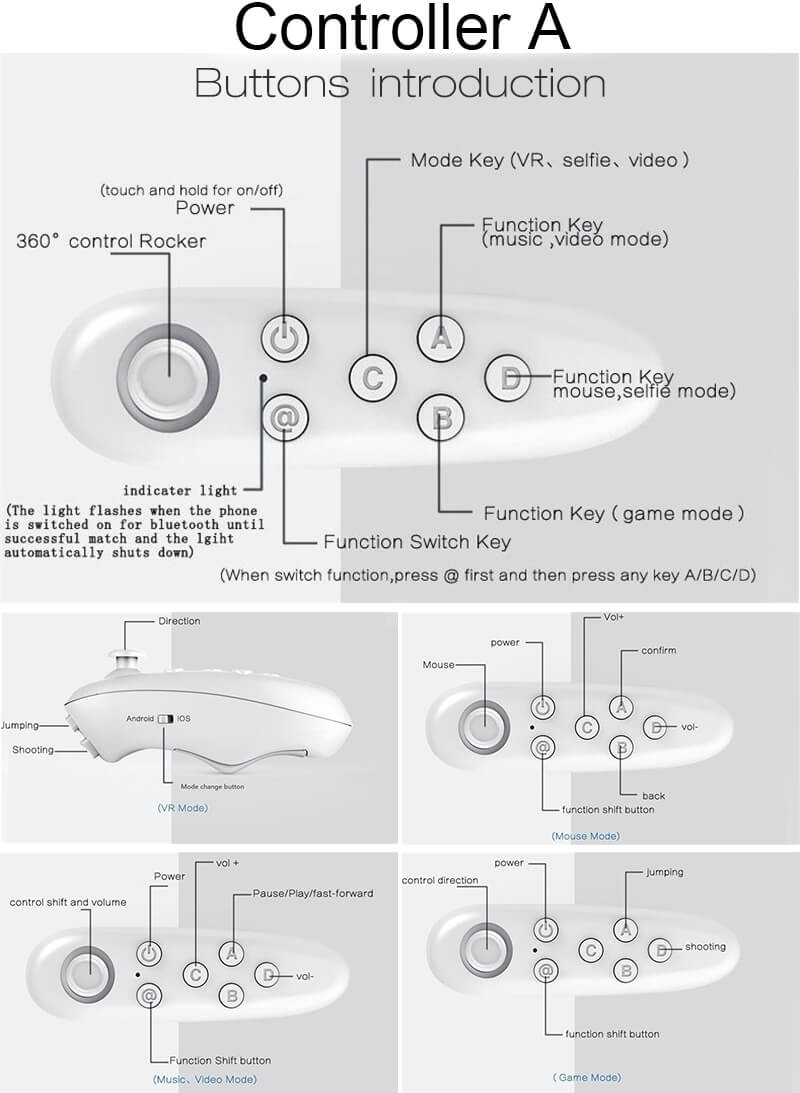 Controller A
Buttons introduction
Mode Key (VR、selfie、video )
(touch and hold for on/off)
Power
360° control Rocker
Function Key
(music ,video mode)
C
A
D
@
B
Function Key
mouse,selfie mode)
indicater light
(The light flashes when the phone
is switched on for bluetooth until
successful match and the lgiht
automatically shuts down)
Function Key ( game mode )
Function Switch Key
(When switch function,press @ first and then press any key A/B/C/D)
Direction
Jumping
Shooting
Android
IOS
Mode change button
(VR Mode)
Vol+
power
confirm
Mouse
A
C
D
vol-
@
B
back
function shift button
(Mouse Mode)
vol +
Power
Pause/Play/fast-forward
control shift and volume
A
C
D
vol-
@
B
Function Shift button
(Music、Video Mode)
power
jumping
control direction
A
C
D
shooting
@
B
function shift button
( Game Mode)